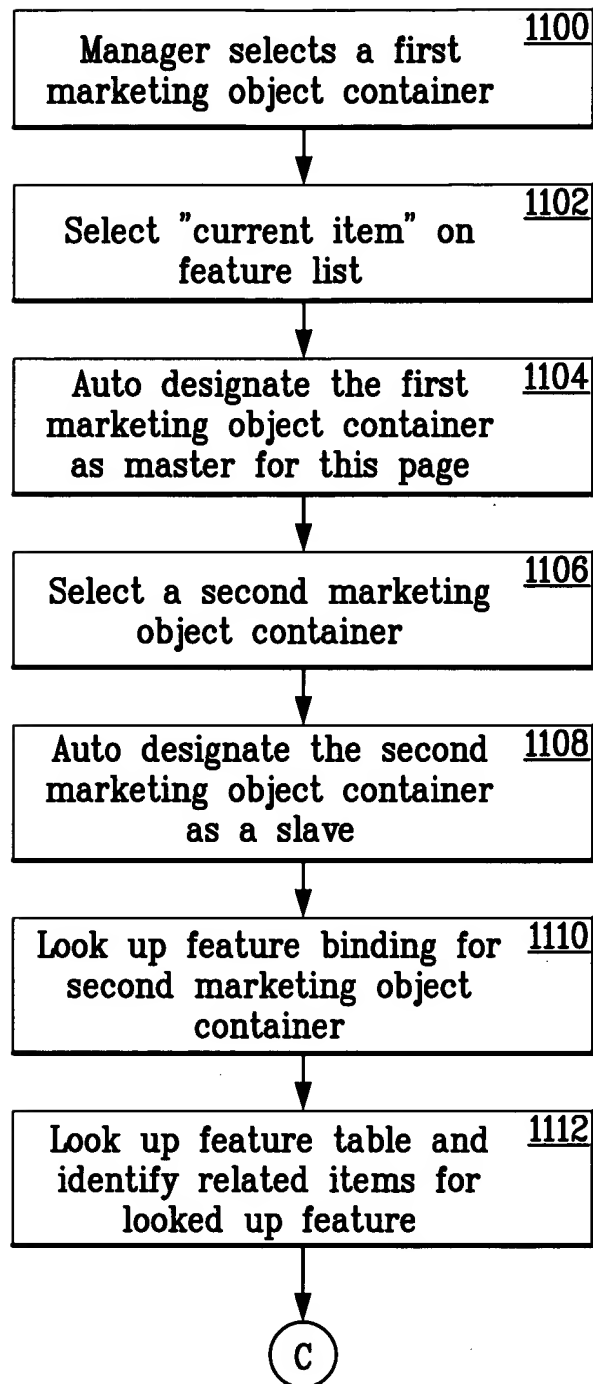 1100
Manager selects a first
marketing object container
1102
Select "current item" on
feature list
1104
Auto designate the first
marketing object container
as master for this page
1106
Select a second marketing
object container
1108
Auto designate the second
marketing object container
as a slave
1110
Look up feature binding for
second marketing object
container
1112
Look up feature table and
identify related items for
looked up feature
C